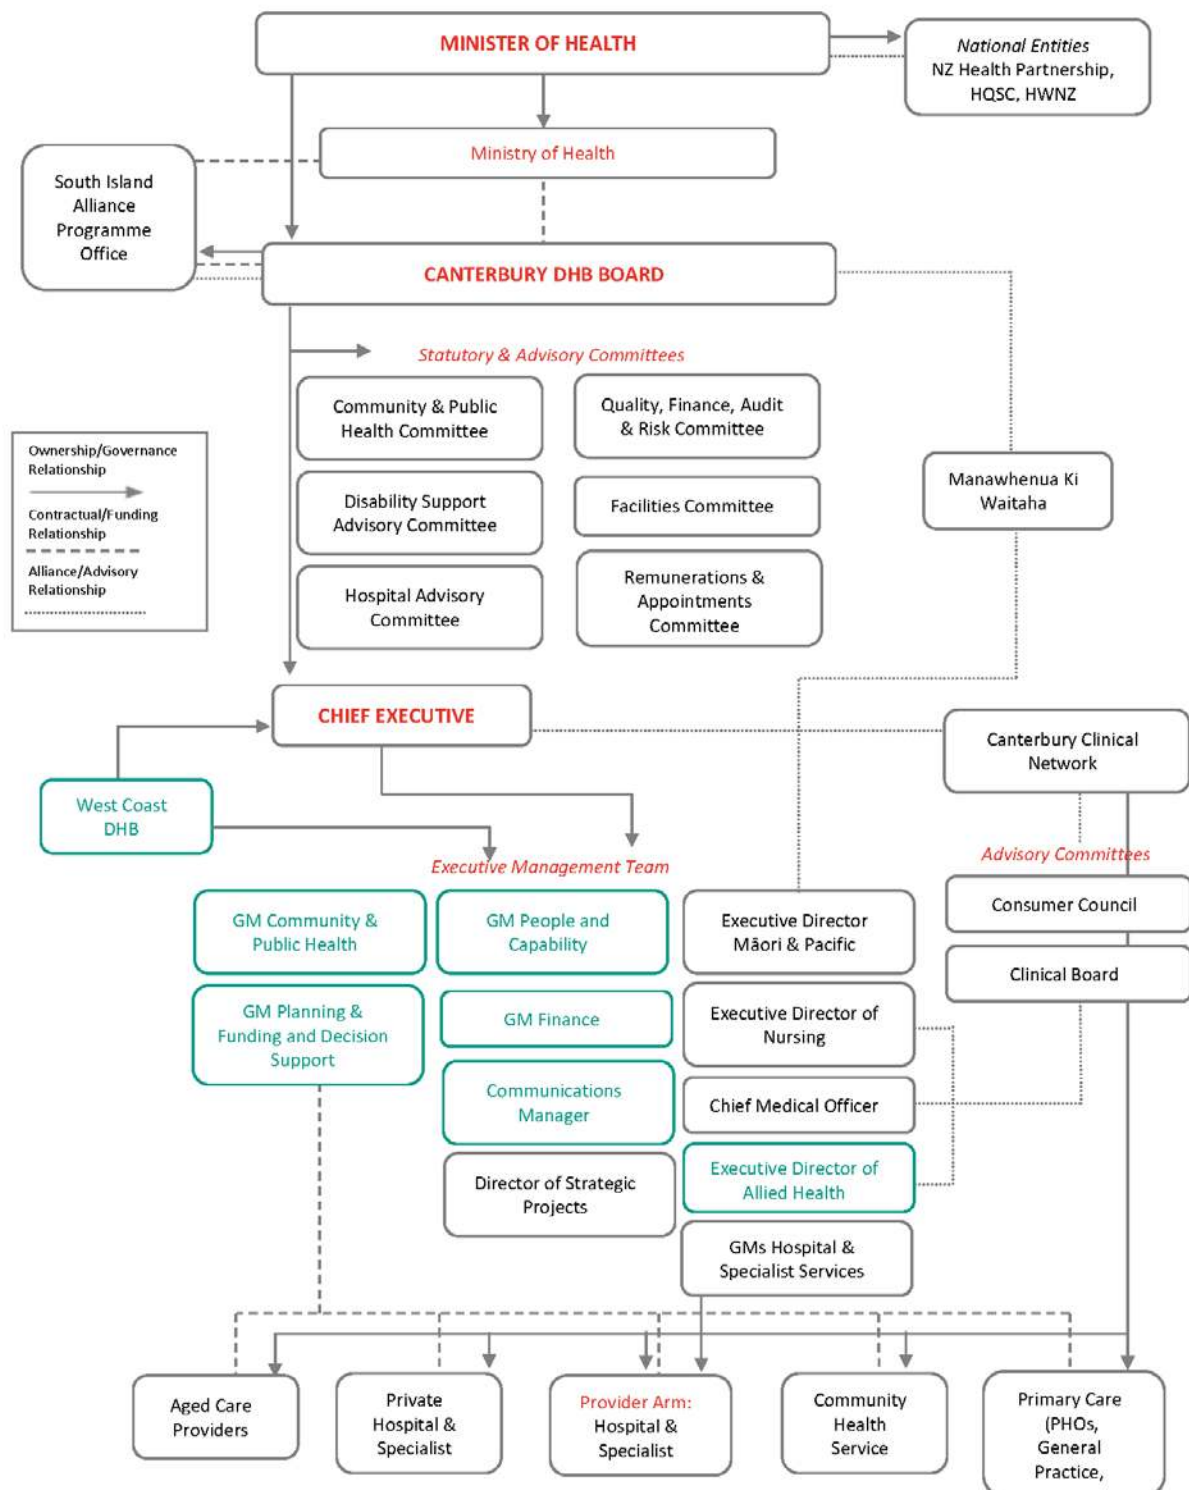 MINISTER OF HEALTH
National Entities
NZ Health Partnership,
HQSC, HWNZ
Ministry of Health
South Island
Alliance
Programme
Office
CANTERBURY DHB BOARD
Statutory & Advisory Committees
Community & Public
Health Committee
Quality, Finance, Audit
& Risk Committee
Ownership/Governance
Relationship
Contractual/Funding
Relationship
Alliance/Advisory
Relationship
Disability Support
Advisory Committee
Facilities Committee
Manawhenua Ki
Waitaha
Hospital Advisory
Committee
Remunerations &
Appointments
Committee
CHIEF EXECUTIVE
Canterbury Clinical
Network
West Coast
DHB
Executive Management Team
Advisory Committees
GM Community &
Public Health
GM People and
Capability
Executive Director
Māori & Pacific
Consumer Council
Clinical Board
GM Planning &
Funding and Decision
Support
GM Finance
Executive Director of
Nursing
Communications
Manager
Chief Medical Officer
Director of Strategic
Projects
Executive Director of
Allied Health
GMs Hospital &
Specialist Services
Aged Care
Providers
Private
Hospital &
Specialist
Provider Arm:
Hospital &
Specialist
Community
Health
Service
Primary Care
(PHOs,
General
Practice,